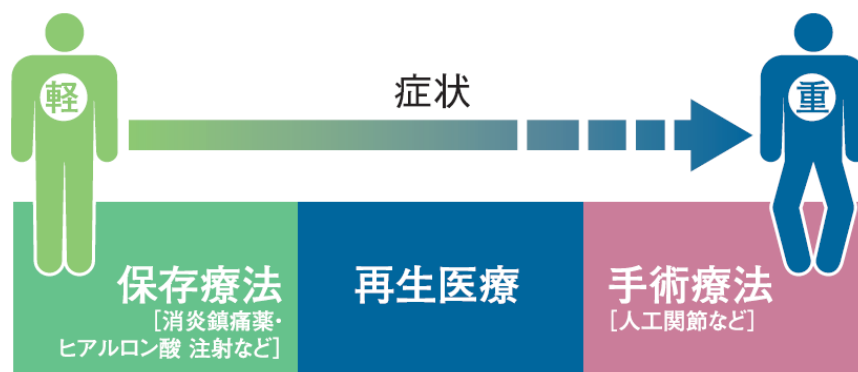 症状
軽
重
保存療法
[消炎鎮痛薬・
ヒアルロン酸 注射など]
再生医療
手術療法
[人工関節など]